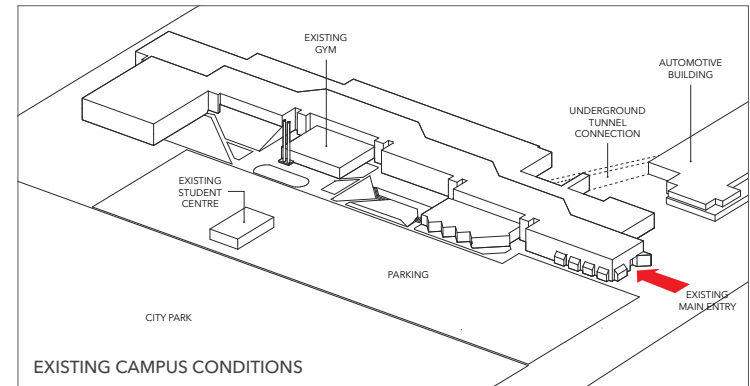 EXISTING
GYM
AUTOMOTIVE
BUILDING
UNDERGROUND
TUNNEL
CONNECTION
EXISTING
STUDENT
CENTRE
PARKING
EXISTING
MAIN ENTRY
CITY PARK
EXISTING CAMPUS CONDITIONS